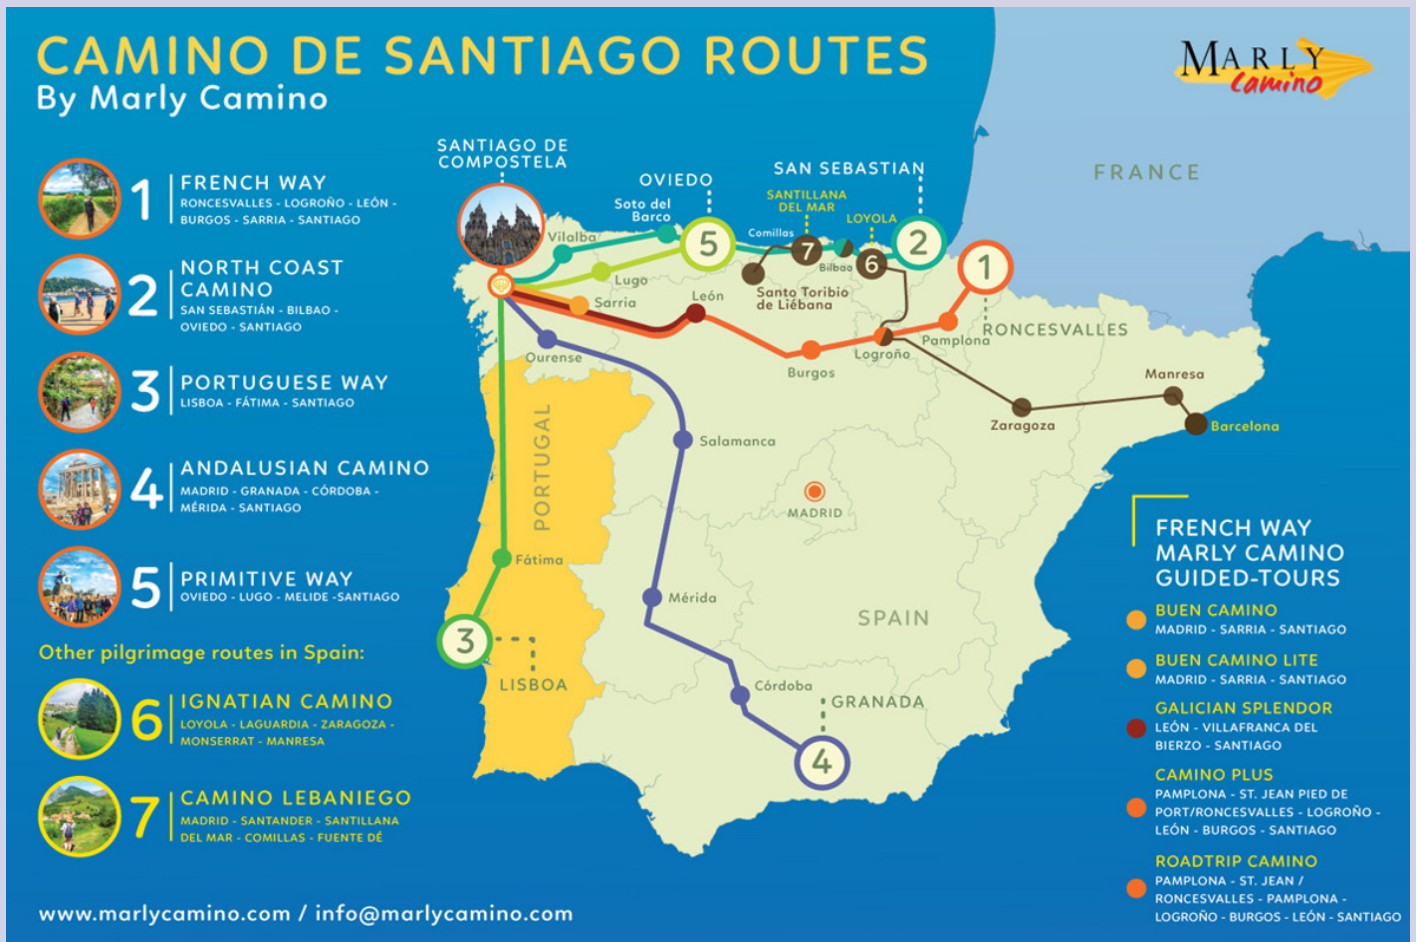 CAMINO DE SANTIAGO ROUTES
By Marly Camino
MARLY
Camino
1
FRENCH WAY
RONCESVALLES - LOGROÑO - LEÓN -
BURGOS - SARRIA - SANTIAGO
2
NORTH COAST
CAMINO
SAN SEBASTIÁN - BILBAO -
OVIEDO - SANTIAGO
3
PORTUGUESE WAY
LISBOA - FÁTIMA - SANTIAGO
4
ANDALUSIAN CAMINO
MADRID - GRANADA - CÓRDOBA -
MÉRIDA - SANTIAGO
5
PRIMITIVE WAY
OVIEDO - LUGO - MELIDE -SANTIAGO
Other pilgrimage routes in Spain:
6
IGNATIAN CAMINO
LOYOLA - LAGUARDIA - ZARAGOZA -
MONSERRAT - MANRESA
7
CAMINO LEBANIEGO
MADRID - SANTANDER - SANTILLANA
DEL MAR - COMILLAS - FUENTE DÉ
www.marlycamino.com / info@marlycamino.com
SANTIAGO DE
COMPOSTELA
OVIEDO
SAN SEBASTIAN
FRANCE
Soto del
Barco
SANTILLANA
DEL MAR
LOYOLA
Vilalba
5
Comillas
7
Bilbao
6
2
1
Lugo
Santo Toribio
de Liébana
Sarria
León
RONCESVALLES
Pamplona
Logroño
Ourense
Burgos
Manresa
Zaragoza
Barcelona
PORTUGAL
Salamanca
MADRID
Fátima
Mérida
SPAIN
3
LISBOA
Córdoba
GRANADA
4
FRENCH WAY
MARLY CAMINO
GUIDED-TOURS
BUEN CAMINO
MADRID - SARRIA - SANTIAGO
BUEN CAMINO LITE
MADRID - SARRIA - SANTIAGO
GALICIAN SPLENDOR
LEÓN - VILLAFRANCA DEL
BIERZO - SANTIAGO
CAMINO PLUS
PAMPLONA - ST. JEAN PIED DE
PORT/RONCESVALLES - LOGROÑO -
LEÓN - BURGOS - SANTIAGO
ROADTRIP CAMINO
PAMPLONA - ST. JEAN /
RONCESVALLES - PAMPLONA -
LOGROÑO - BURGOS - LEÓN - SANTIAGO